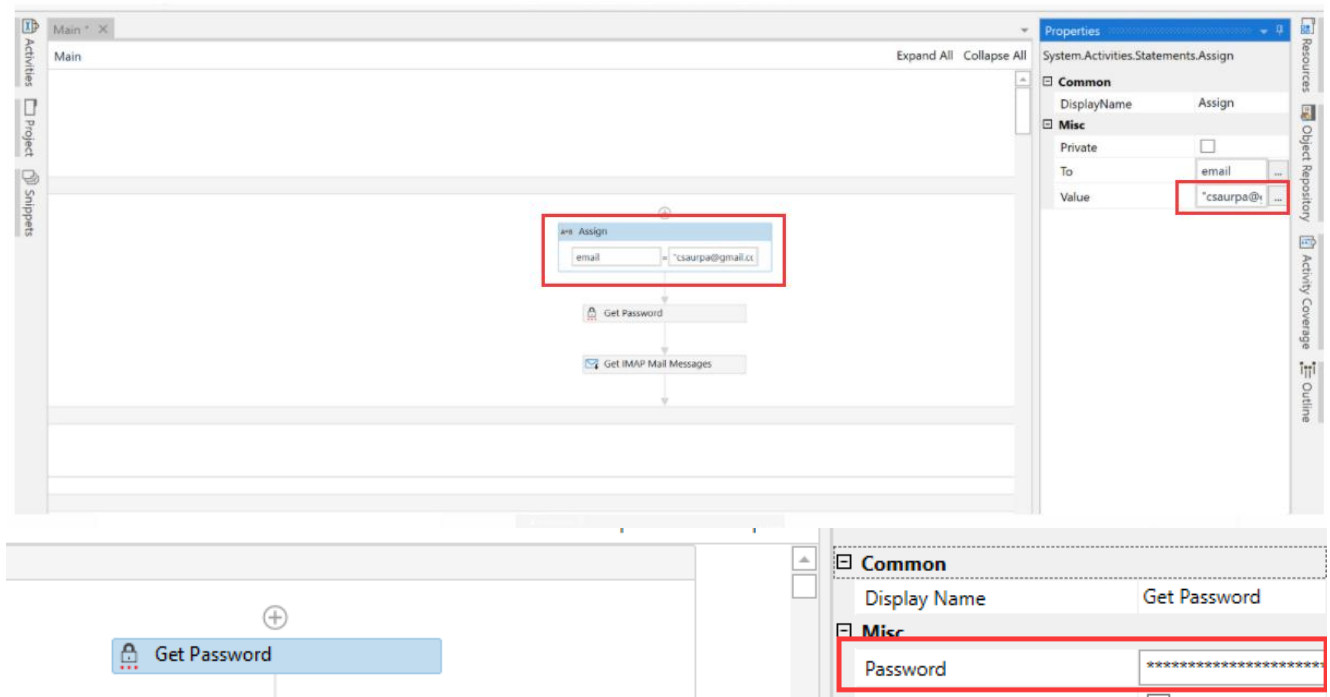 Main * X
Activities
Project
Snippets
Main
Expand All Collapse All
a+b Assign
email = "csaurpa@gmail.cc
Get Password
Get IMAP Mail Messages
Properties
System.Activities.Statements.Assign
Common
DisplayName Assign
Misc
Private
To email ...
Value "csaurpa@g ...
Resources
Object Repository
Activity Coverage
Outline
Get Password
Common
Display Name Get Password
Misc
Password **********************